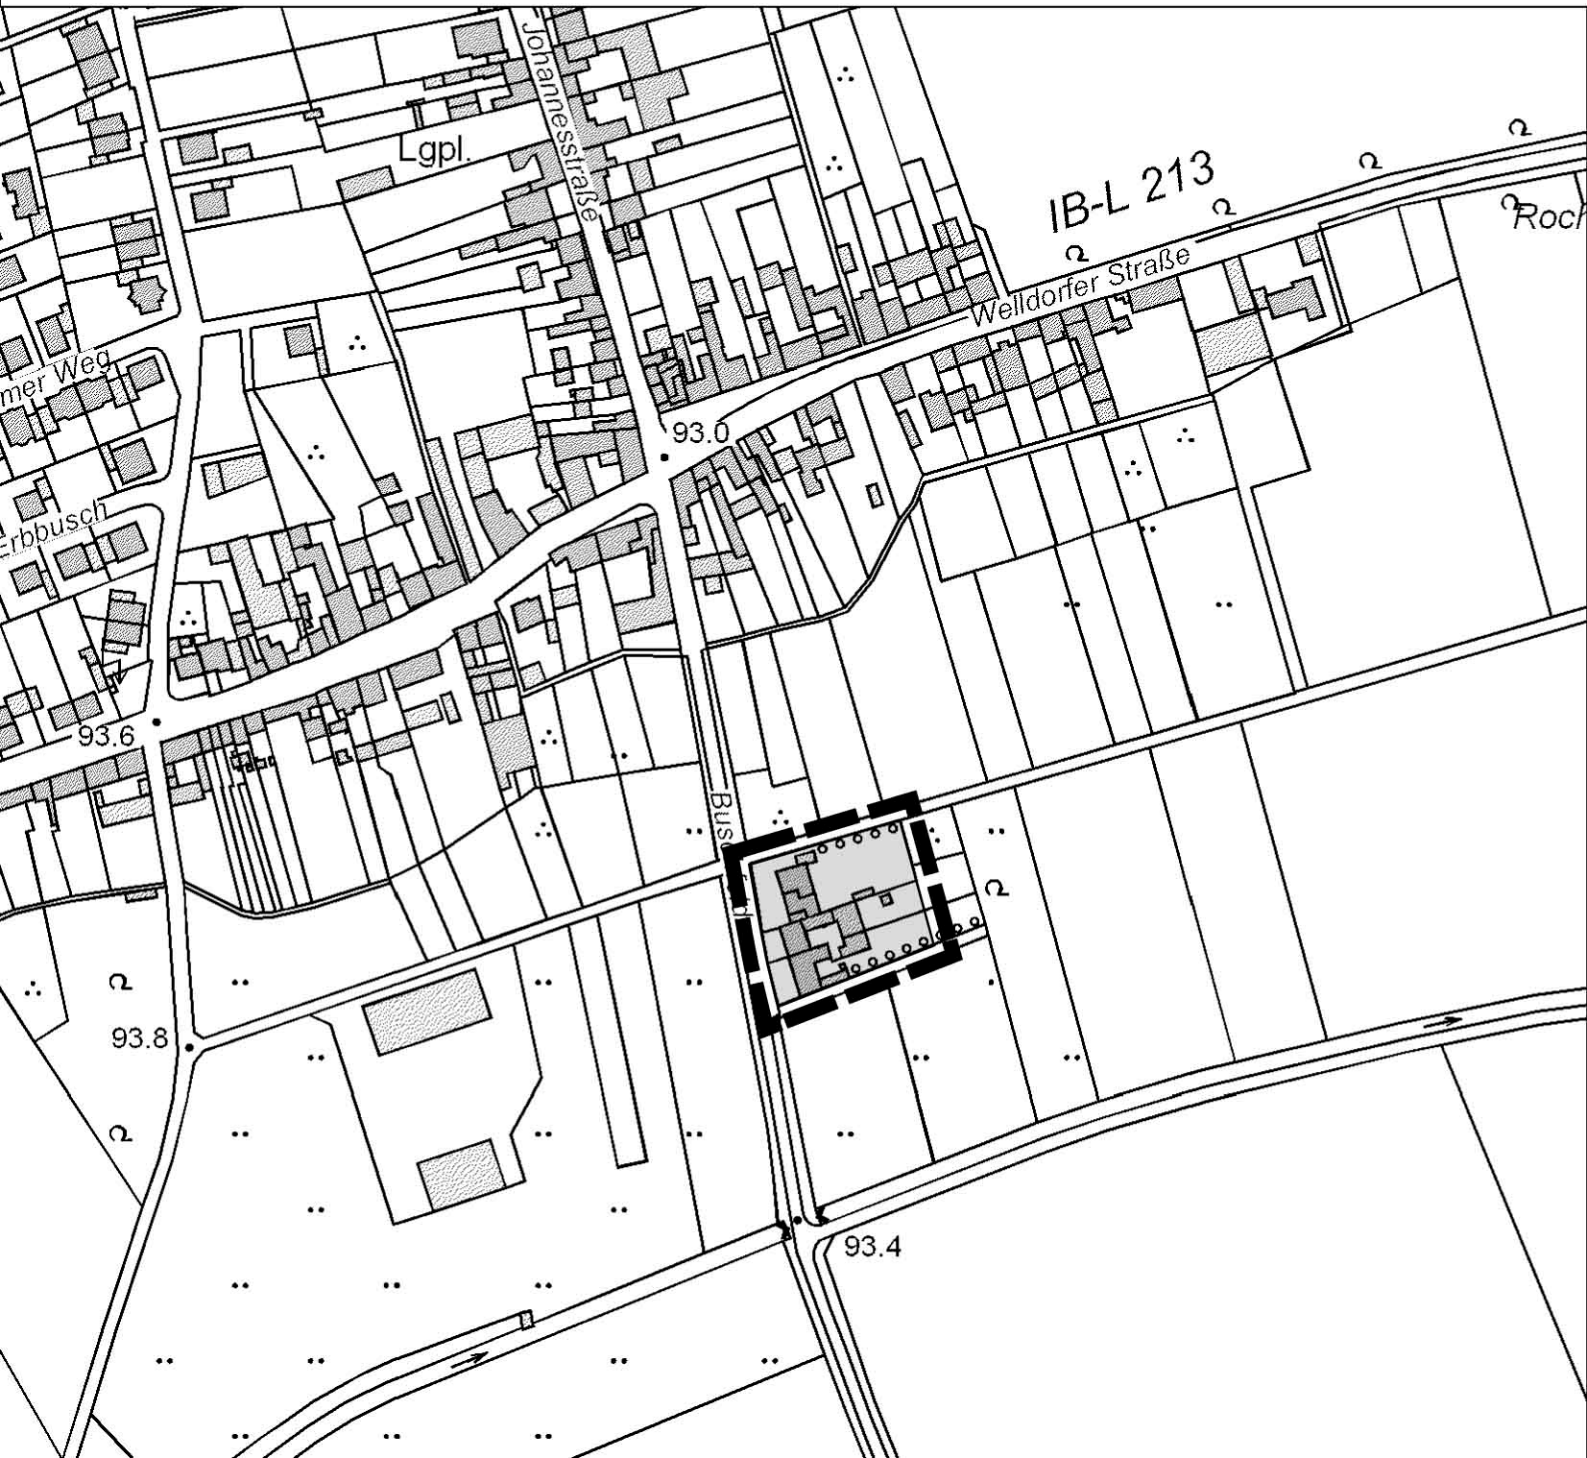 Johannesstraße
Lgpl.
IB-L 213
Roch
Welldorfer Straße
mer Weg
93.0
Erbbusch
93.6
93.8
93.4